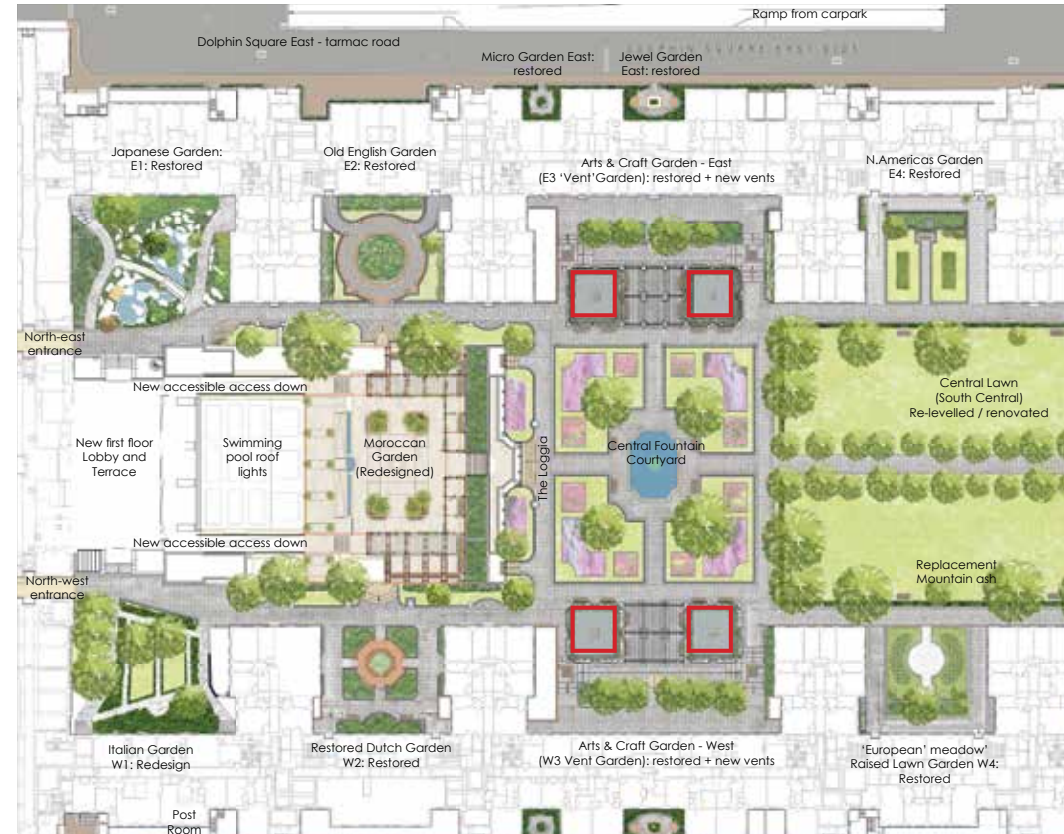 Ramp from carpark
Dolphin Square East - tarmac road
DOLPHIN SQUARE EAST SIDE
Micro Garden East:
restored
Jewel Garden
East: restored
Japanese Garden:
E1: Restored
Old English Garden
E2: Restored
Arts & Craft Garden - East
(E3 'Vent'Garden): restored + new vents
N.Americas Garden
E4: Restored
North-east
entrance
New accessible access down
New first floor
Lobby and
Terrace
Swimming
pool roof
lights
Moroccan
Garden
(Redesigned)
The Loggia
Central Fountain
Courtyard
Central Lawn
(South Central)
Re-levelled / renovated
New accessible access down
North-west
entrance
Replacement
Mountain ash
Italian Garden
W1: Redesign
Restored Dutch Garden
W2: Restored
Arts & Craft Garden - West
(W3 Vent Garden): restored + new vents
'European' meadow'
Raised Lawn Garden W4:
Restored
Post
Room